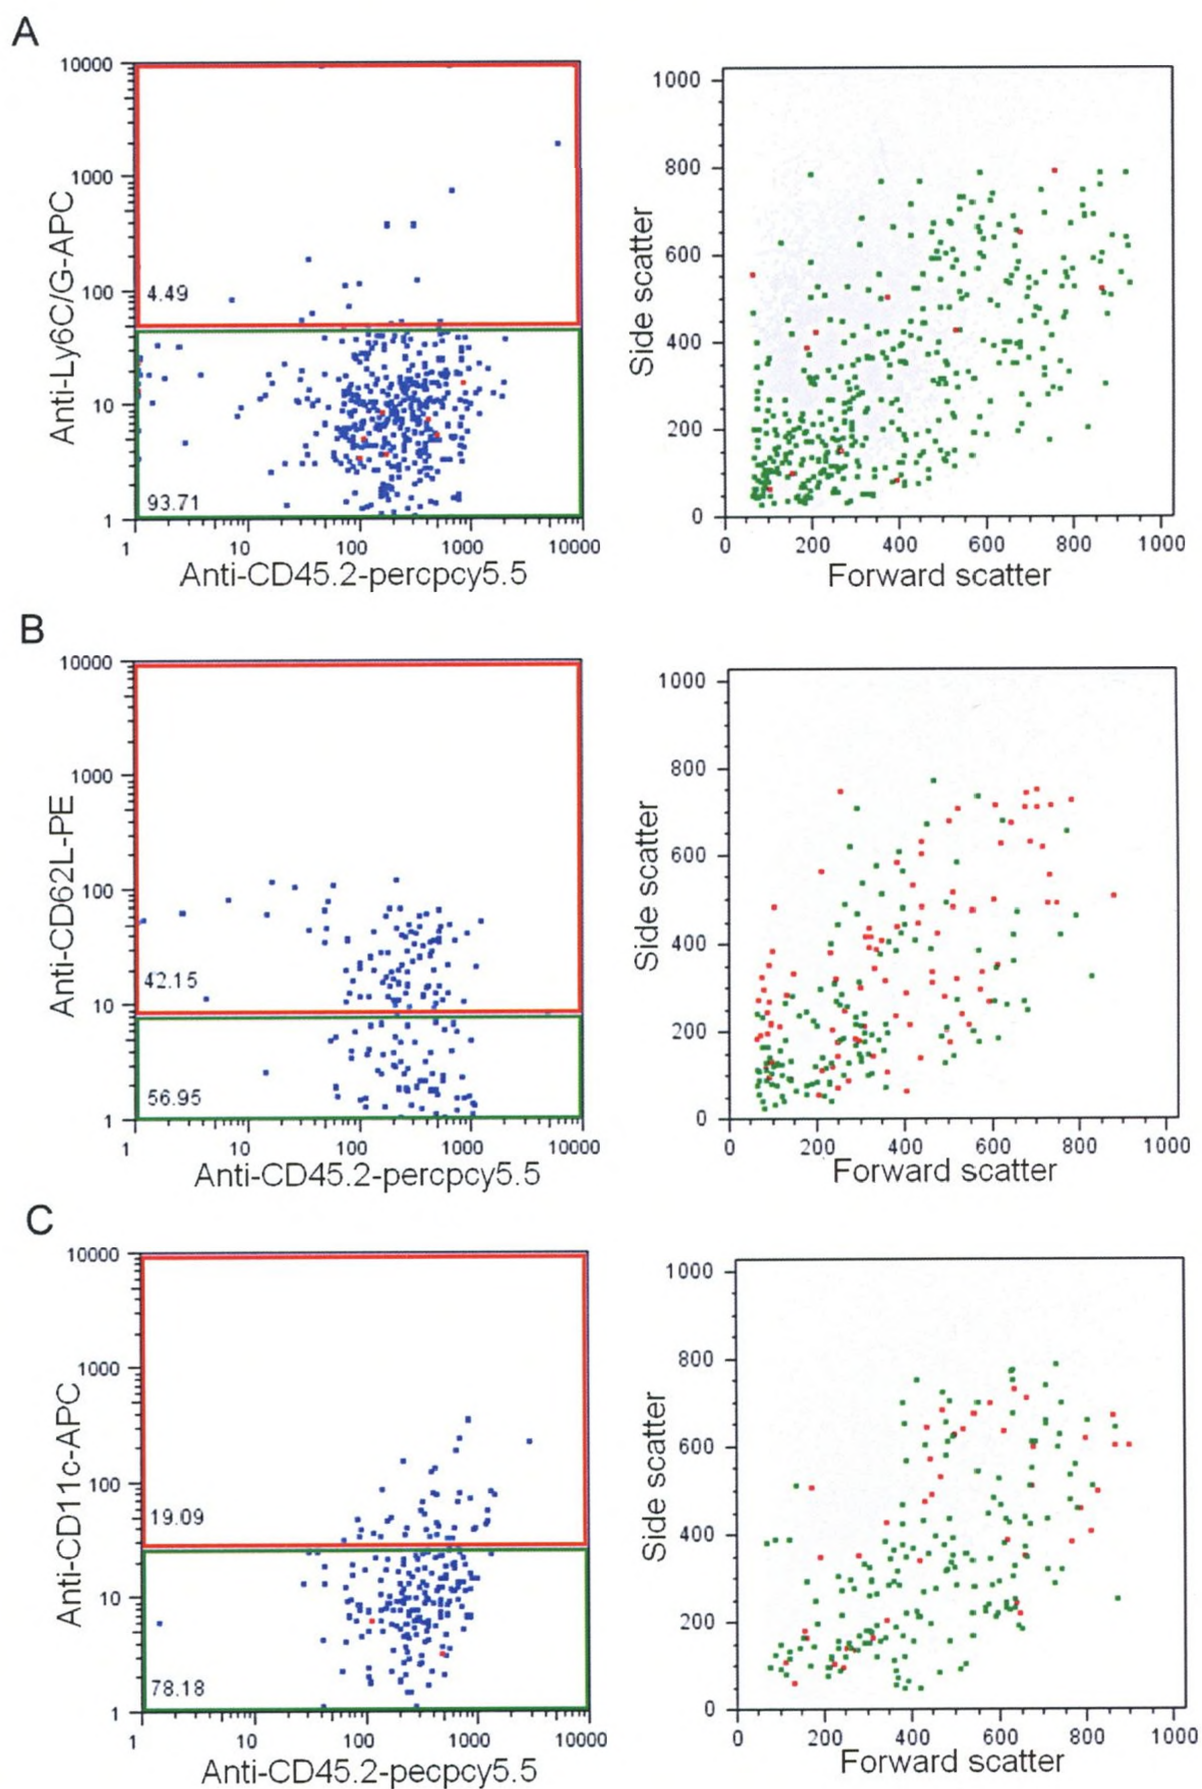 A
10000
1000
100
10
1
4.49
93.71
1 10 100 1000 10000
Anti-Ly6C/G-APC
Anti-CD45.2-percpcy5.5
1000
800
600
400
200
0
0 200 400 600 800 1000
Side scatter
Forward scatter
B
10000
1000
100
10
1
42.15
56.95
1 10 100 1000 10000
Anti-CD62L-PE
Anti-CD45.2-percpcy5.5
1000
800
600
400
200
0
0 200 400 600 800 1000
Side scatter
Forward scatter
C
10000
1000
100
10
1
19.09
78.18
1 10 100 1000 10000
Anti-CD11c-APC
Anti-CD45.2-pecpcy5.5
1000
800
600
400
200
0
0 200 400 600 800 1000
Side scatter
Forward scatter